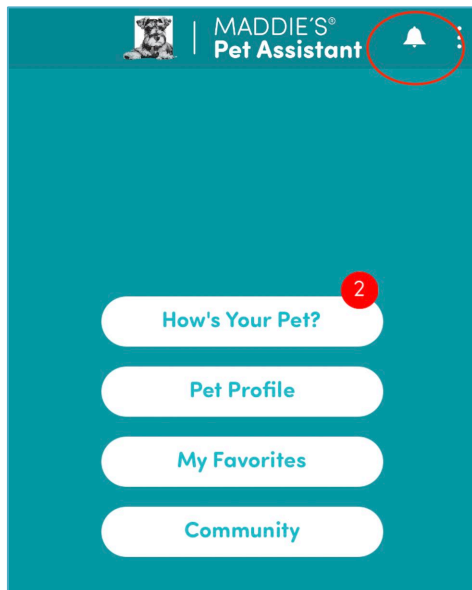 MADDIE'S®
Pet Assistant
2
How's Your Pet?
Pet Profile
My Favorites
Community